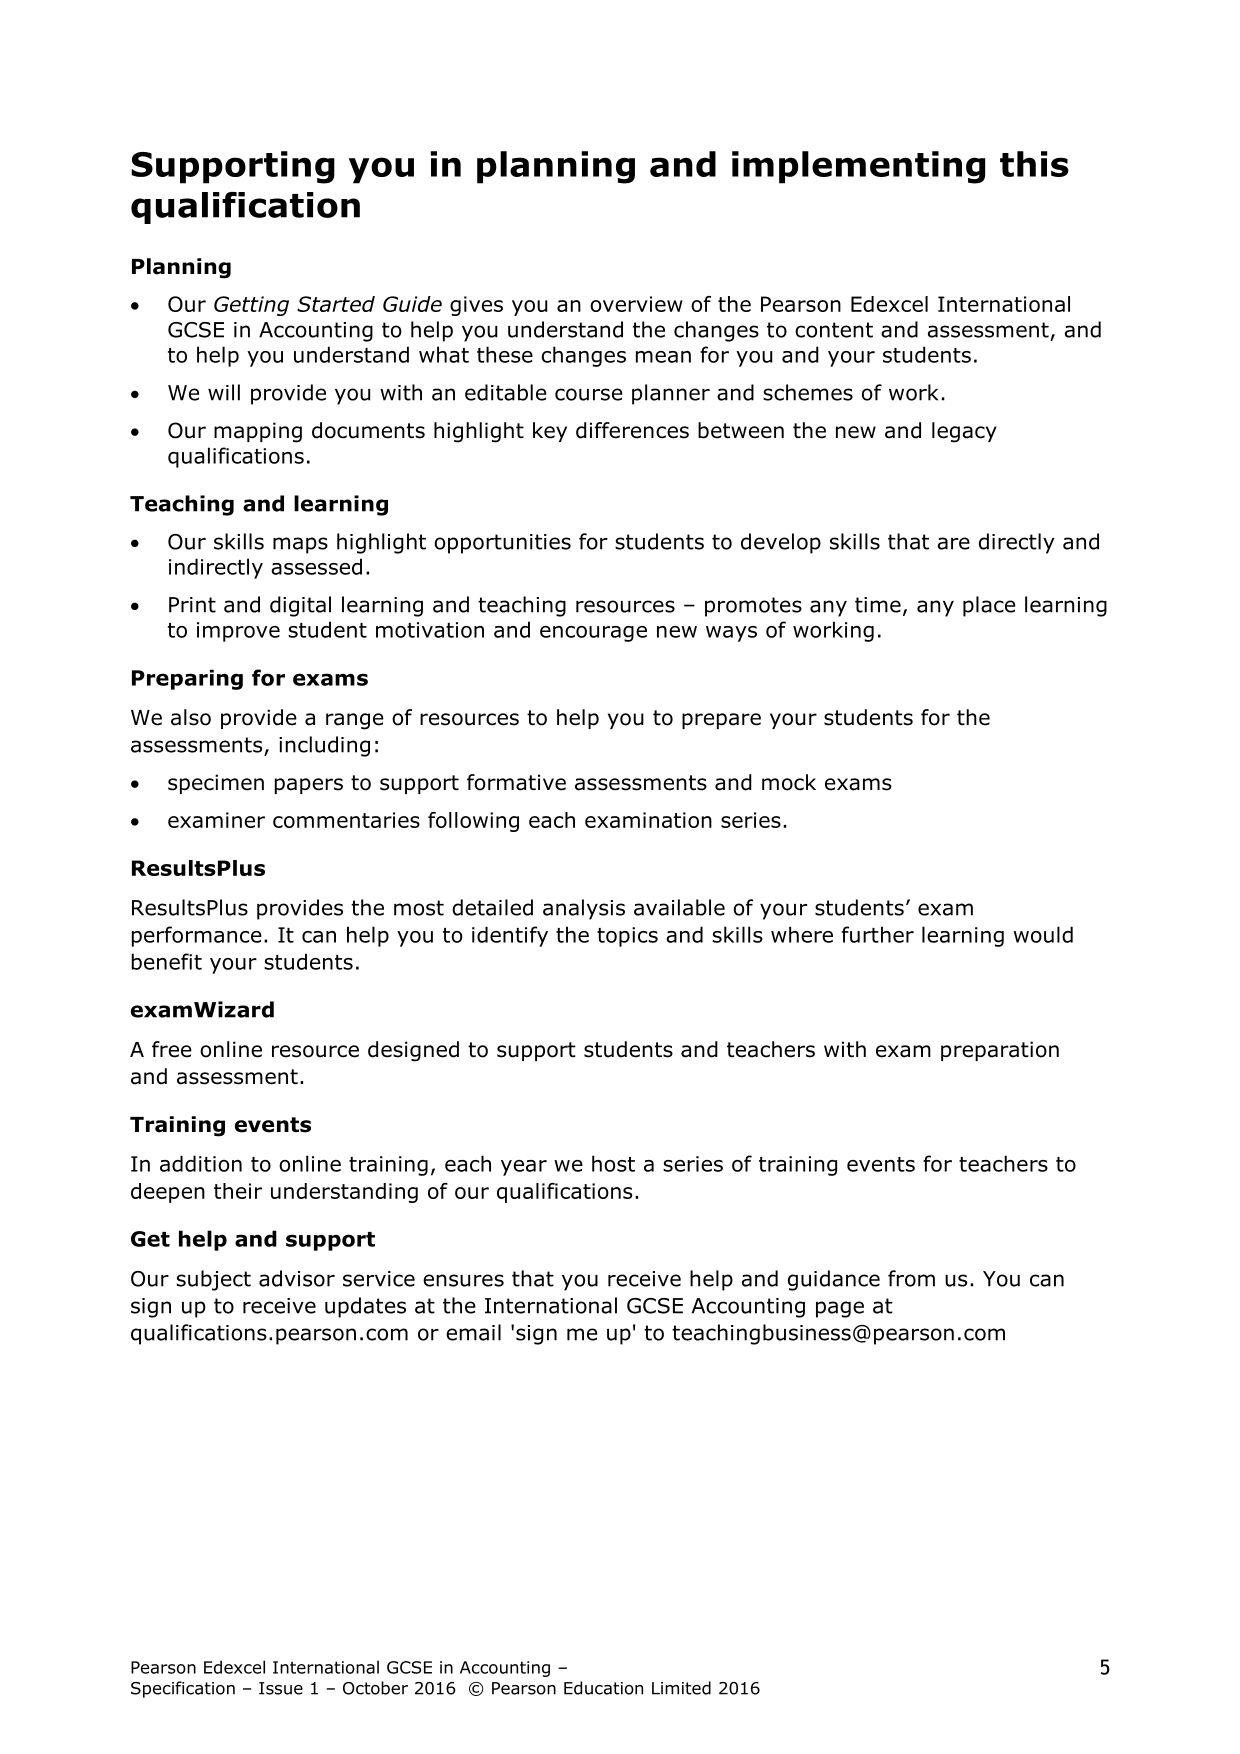 Supporting you in planning and implementing this
qualification
Planning
• Our Getting Started Guide gives you an overview of the Pearson Edexcel International
GCSE in Accounting to help you understand the changes to content and assessment, and
to help you understand what these changes mean for you and your students.
• We will provide you with an editable course planner and schemes of work.
• Our mapping documents highlight key differences between the new and legacy
qualifications.
Teaching and learning
• Our skills maps highlight opportunities for students to develop skills that are directly and
indirectly assessed.
• Print and digital learning and teaching resources – promotes any time, any place learning
to improve student motivation and encourage new ways of working.
Preparing for exams
We also provide a range of resources to help you to prepare your students for the
assessments, including:
• specimen papers to support formative assessments and mock exams
• examiner commentaries following each examination series.
ResultsPlus
ResultsPlus provides the most detailed analysis available of your students’ exam
performance. It can help you to identify the topics and skills where further learning would
benefit your students.
examWizard
A free online resource designed to support students and teachers with exam preparation
and assessment.
Training events
In addition to online training, each year we host a series of training events for teachers to
deepen their understanding of our qualifications.
Get help and support
Our subject advisor service ensures that you receive help and guidance from us. You can
sign up to receive updates at the International GCSE Accounting page at
qualifications.pearson.com or email 'sign me up' to teachingbusiness@pearson.com
Pearson Edexcel International GCSE in Accounting – 5
Specification – Issue 1 – October 2016 © Pearson Education Limited 2016